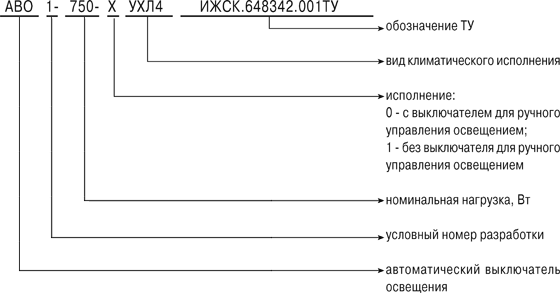 АВО 1- 750- Х УХЛ4 ИЖСК.648342.001ТУ
обозначение ТУ
вид климатического исполнения
исполнение:
0 - с выключателем для ручного
управления освещением;
1 - без выключателя для ручного
управления освещением
номинальная нагрузка, Вт
условный номер разработки
автоматический выключатель
освещения